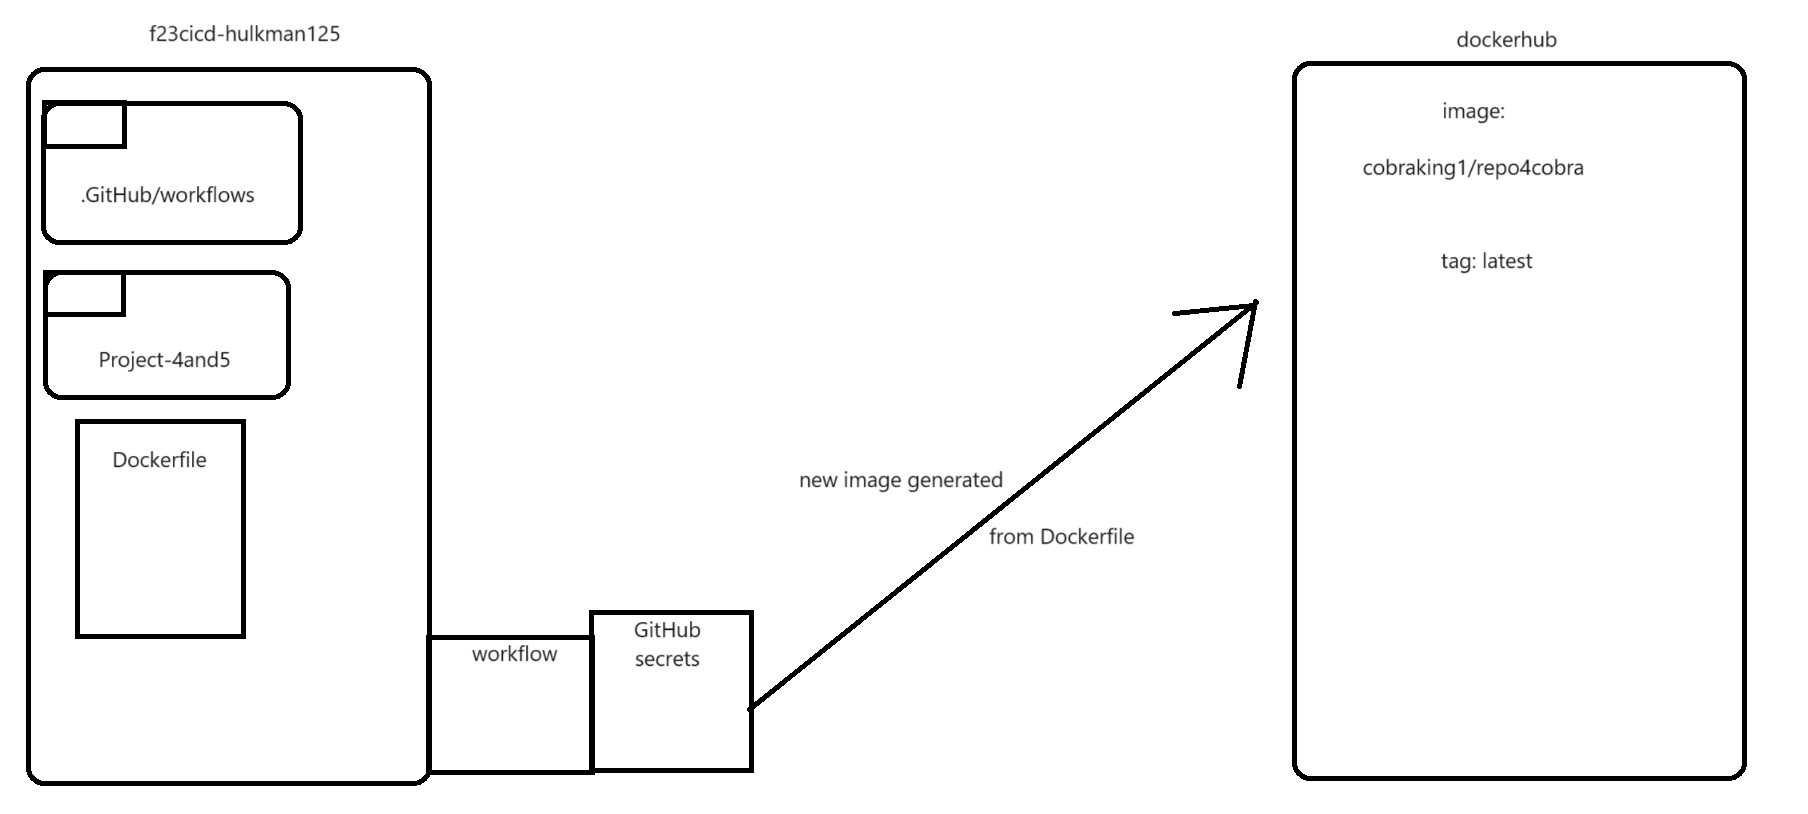 f23cicd-hulkman125
.GitHub/workflows
Project-4and5
Dockerfile
workflow
GitHub
secrets
new image generated
from Dockerfile
dockerhub
image:
cobraking1/repo4cobra
tag: latest